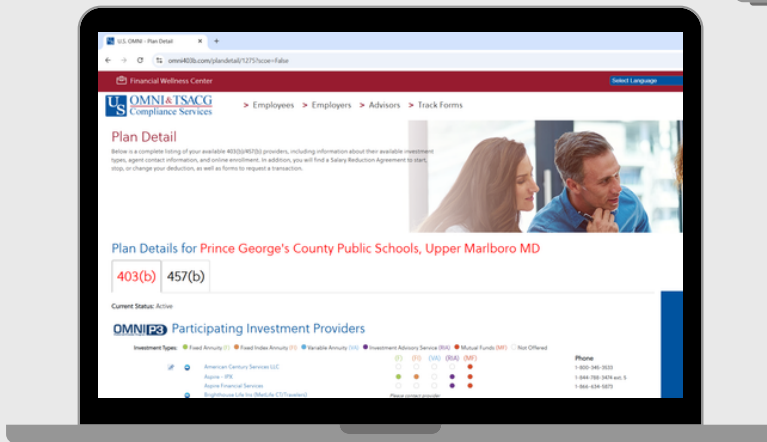 U.S. OMNI - Plan Detail
omni403b.com/plandetail/1275?scoe=False
Financial Wellness Center
Select Language
US OMNI & TSACG
Compliance Services
> Employees > Employers > Advisors > Track Forms
Plan Detail
Below is a complete listing of your available 403(b)/457(b) providers, including information about their available investment
types, agent contact information, and online enrollment. In addition, you will find a Salary Reduction Agreement to start,
stop, or change your deduction, as well as forms to request a transaction.
Plan Details for Prince George's County Public Schools, Upper Marlboro MD
403(b) 457(b)
Current Status: Active
OMNI P3 Participating Investment Providers
Investment Types: Fixed Annuity (F) Fixed Index Annuity (FI) Variable Annuity (VA) Investment Advisory Service (RIA) Mutual Funds (MF) Not Offered
(F) (FI) (VA) (RIA) (MF) Phone
American Century Services LLC 1-800-345-3533
Aspire - IPX 1-844-788-3474 ext. 5
Aspire Financial Services 1-866-634-5873
Brighthouse Life Ins (MetLife CT/Travelers) Please contact provider